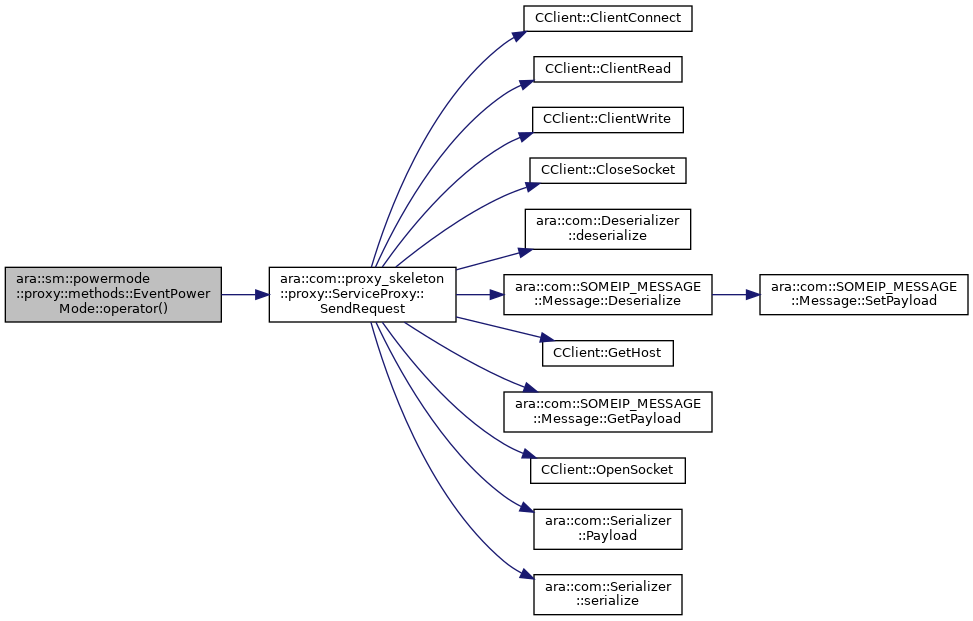 ara::sm::powermode
::proxy::methods::EventPower
Mode::operator()
ara::com::proxy_skeleton
::proxy::ServiceProxy::
SendRequest
CClient::ClientConnect
CClient::ClientRead
CClient::ClientWrite
CClient::CloseSocket
ara::com::Deserializer
::deserialize
ara::com::SOMEIP_MESSAGE
::Message::Deserialize
ara::com::SOMEIP_MESSAGE
::Message::SetPayload
CClient::GetHost
ara::com::SOMEIP_MESSAGE
::Message::GetPayload
CClient::OpenSocket
ara::com::Serializer
::Payload
ara::com::Serializer
::serialize